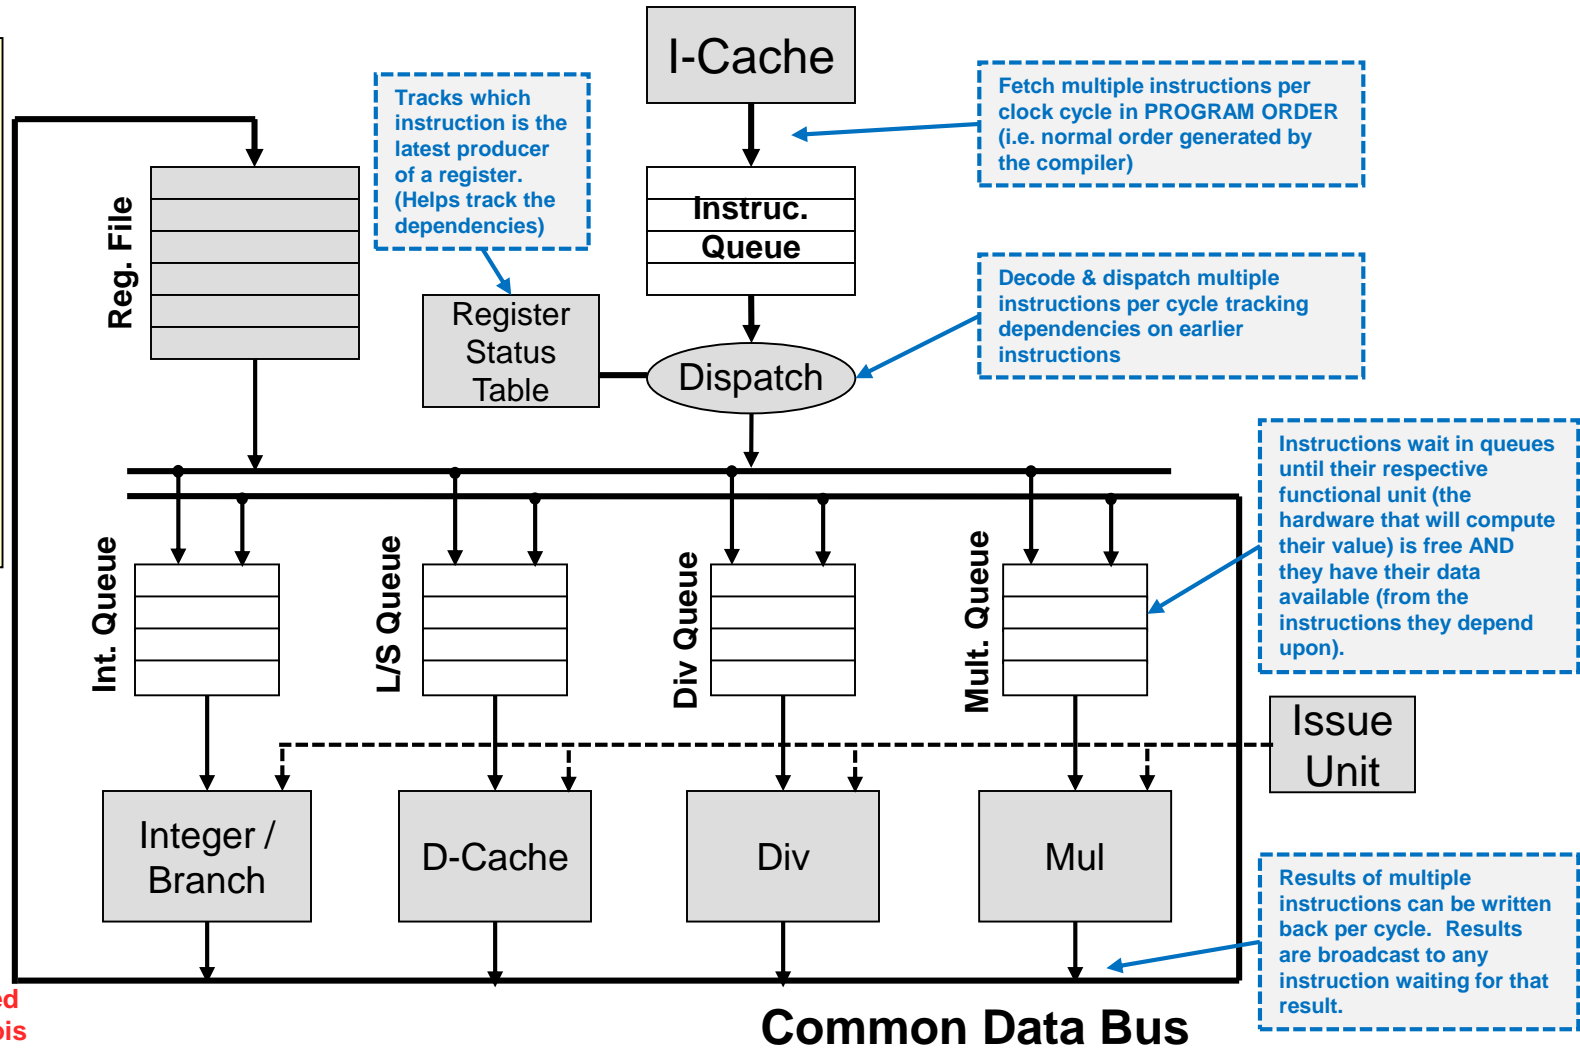 I-Cache
Tracks which
instruction is the
latest producer
of a register.
(Helps track the
dependencies)
Fetch multiple instructions per
clock cycle in PROGRAM ORDER
(i.e. normal order generated by
the compiler)
Reg. File
Instruc.
Queue
Register
Status
Table
Dispatch
Decode & dispatch multiple
instructions per cycle tracking
dependencies on earlier
instructions
Instructions wait in queues
until their respective
functional unit (the
hardware that will compute
their value) is free AND
they have their data
available (from the
instructions they depend
upon).
Int. Queue
L/S Queue
Div Queue
Mult. Queue
Issue
Unit
Integer /
Branch
D-Cache
Div
Mul
Results of multiple
instructions can be written
back per cycle. Results
are broadcast to any
instruction waiting for that
result.
Common Data Bus